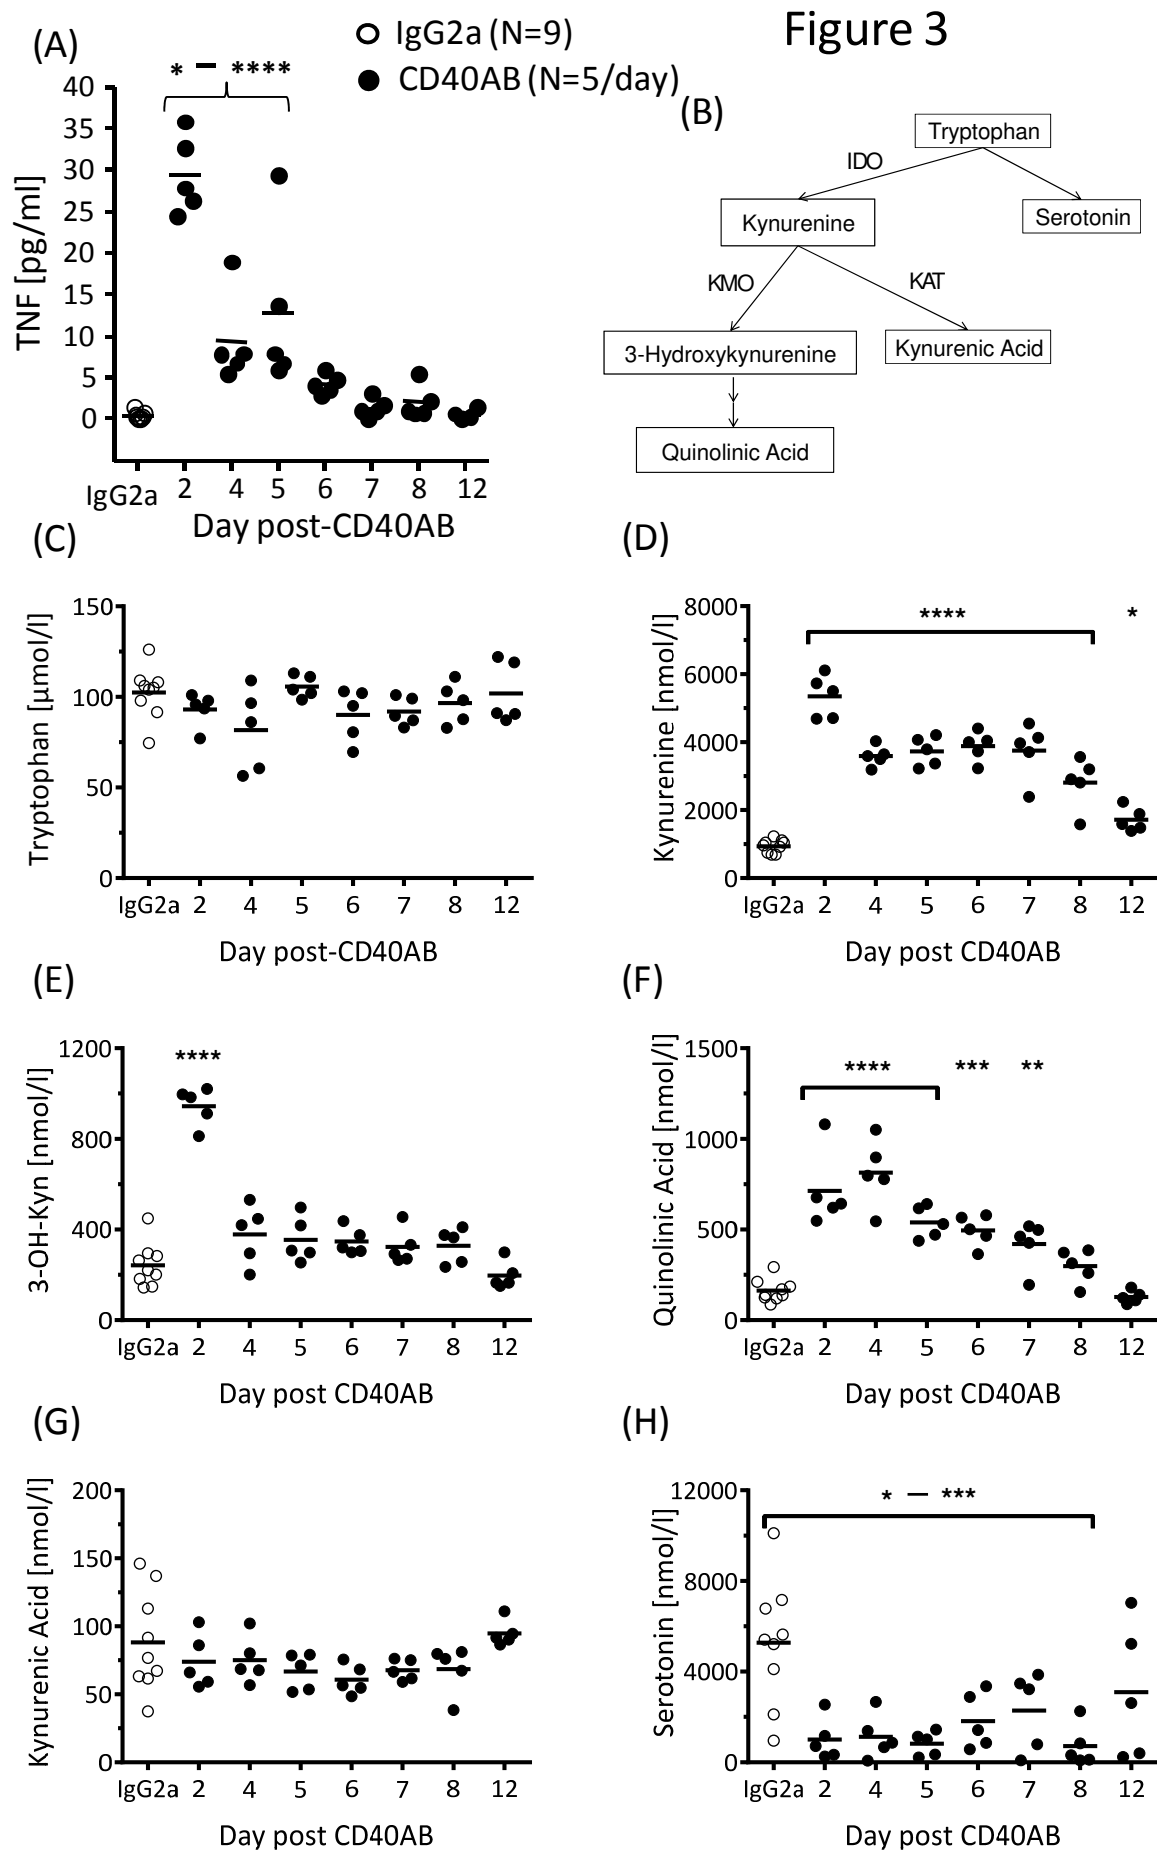 Figure 3
(A)
IgG2a (N=9)
CD40AB (N=5/day)
* – ****
TNF [pg/ml]
40
35
30
25
20
15
10
5
0
IgG2a 2 4 5 6 7 8 12
Day post-CD40AB
(B)
Tryptophan
IDO
Kynurenine
Serotonin
KMO
KAT
3-Hydroxykynurenine
Kynurenic Acid
Quinolinic Acid
(C)
Tryptophan [µmol/l]
150
100
50
0
IgG2a 2 4 5 6 7 8 12
Day post-CD40AB
(D)
Kynurenine [nmol/l]
8000
6000
4000
2000
0
****
*
IgG2a 2 4 5 6 7 8 12
Day post CD40AB
(E)
3-OH-Kyn [nmol/l]
1200
800
400
0
****
IgG2a 2 4 5 6 7 8 12
Day post CD40AB
(F)
Quinolinic Acid [nmol/l]
1500
1000
500
0
**** *** **
IgG2a 2 4 5 6 7 8 12
Day post CD40AB
(G)
Kynurenic Acid [nmol/l]
200
150
100
50
0
IgG2a 2 4 5 6 7 8 12
Day post CD40AB
(H)
Serotonin [nmol/l]
12000
8000
4000
0
* – ***
IgG2a 2 4 5 6 7 8 12
Day post CD40AB